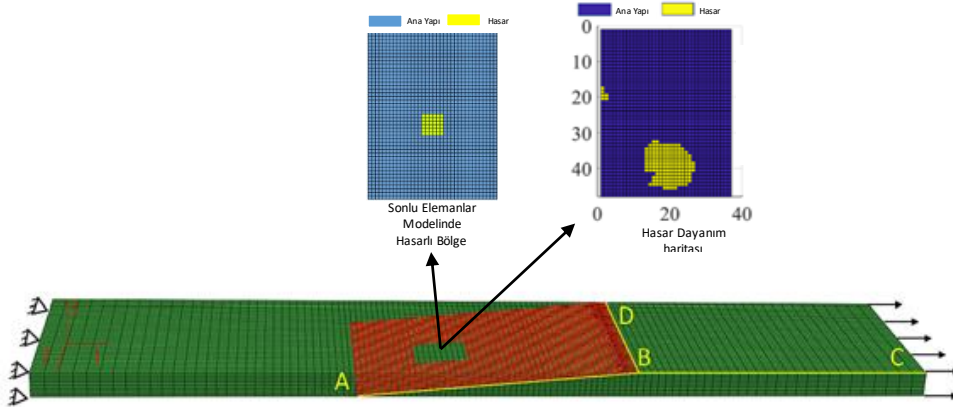 Ana Yapı
Hasar
Ana Yapı
Hasar
0
10
20
30
40
0
20
40
Sonlu Elemanlar
Modelinde
Hasarlı Bölge
Hasar Dayanım
haritası
D
B
C
A